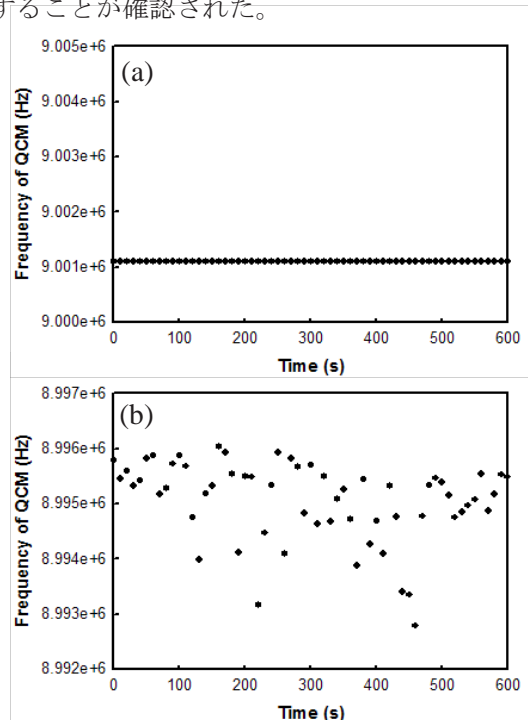 することが確認された。
(a)
Frequency of QCM (Hz)
9.005e+6
9.004e+6
9.003e+6
9.002e+6
9.001e+6
9.000e+6
0 100 200 300 400 500 600
Time (s)
(b)
Frequency of QCM (Hz)
8.997e+6
8.996e+6
8.995e+6
8.994e+6
8.993e+6
8.992e+6
0 100 200 300 400 500 600
Time (s)